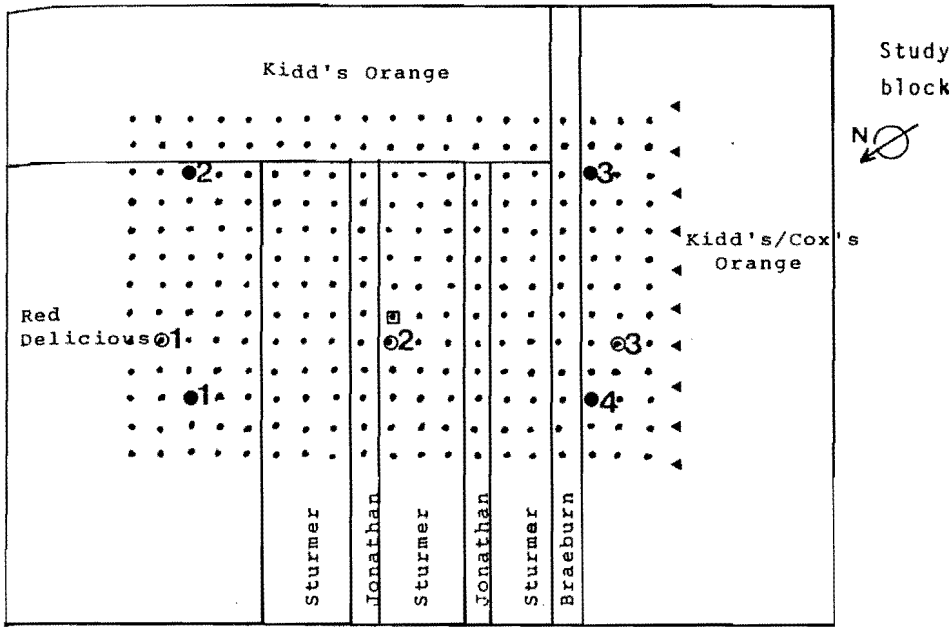 Study
block
N
Kidd's Orange
2
3
Kidd's/Cox's
Orange
Red
Delicious
1
2
3
1
4
Sturmer
Jonathan
Sturmer
Jonathan
Sturmer
Braeburn